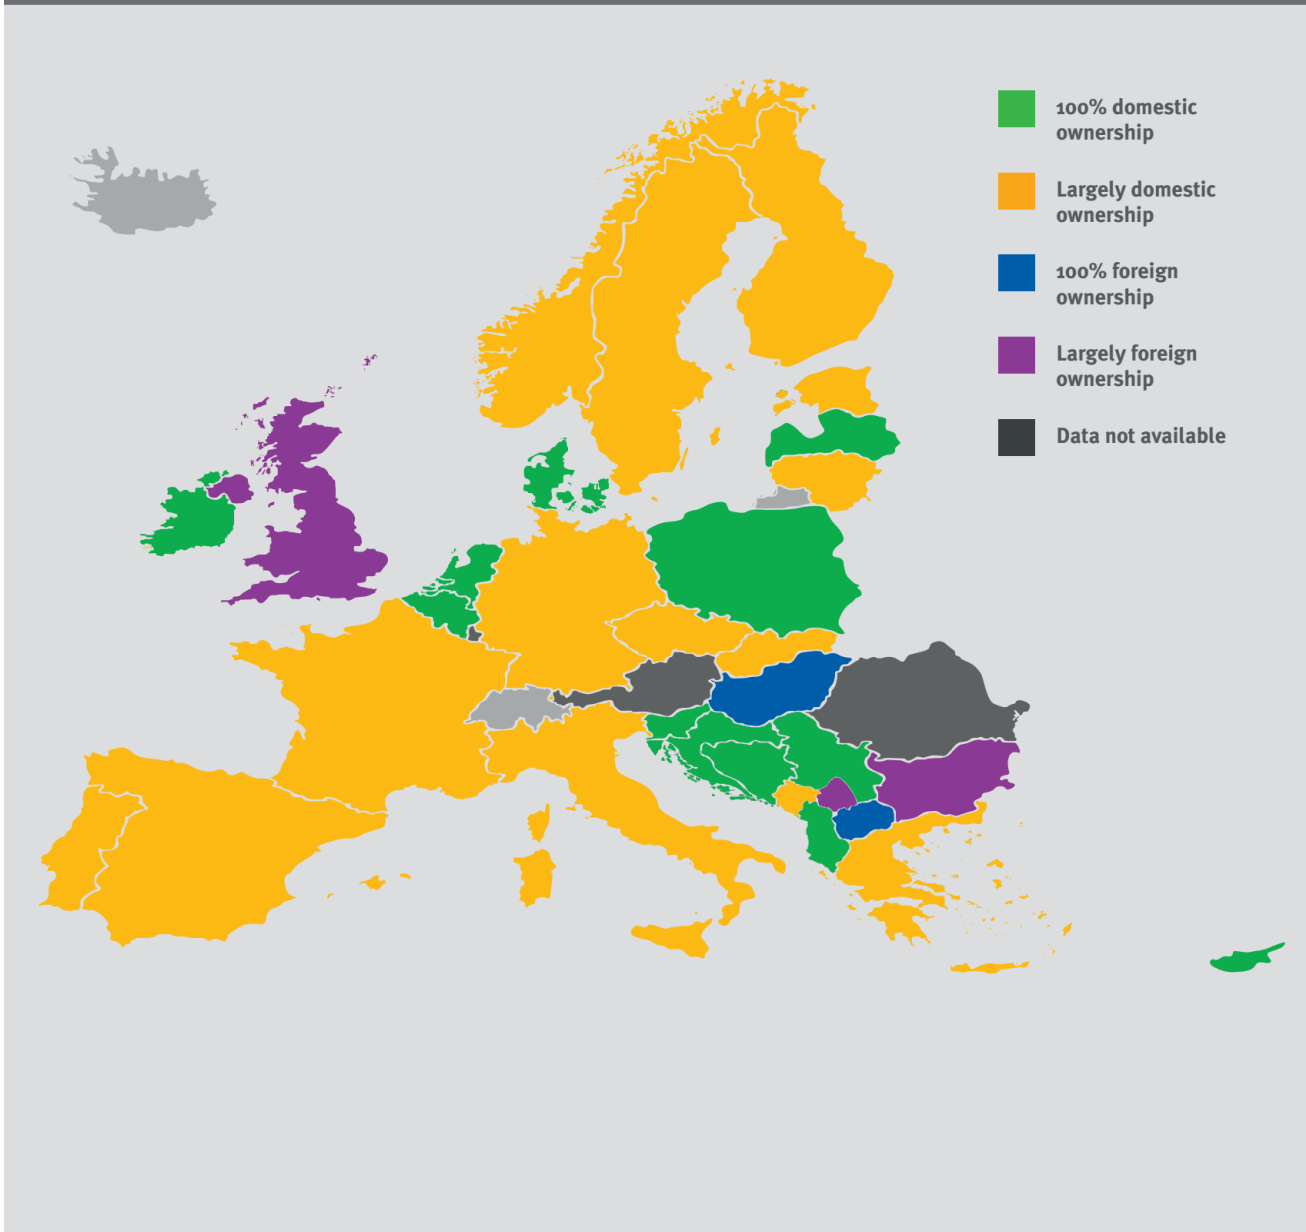 100% domestic
ownership
Largely domestic
ownership
100% foreign
ownership
Largely foreign
ownership
Data not available